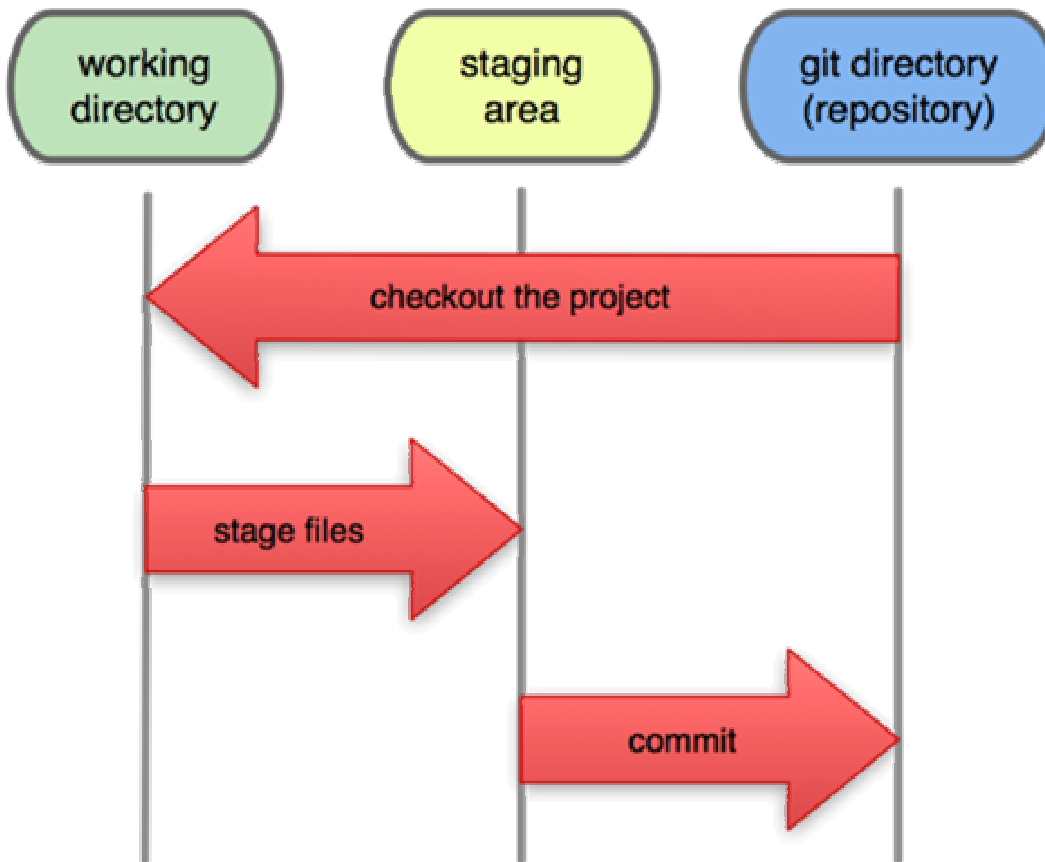 working
directory
staging
area
git directory
(repository)
checkout the project
stage files
commit